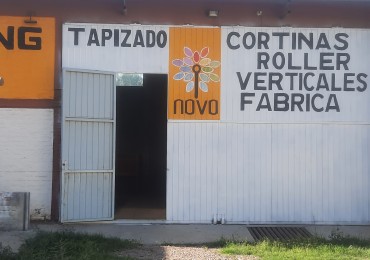 NG
TAPIZADO
NOVO
CORTINAS
ROLLER
VERTICALES
FABRICA